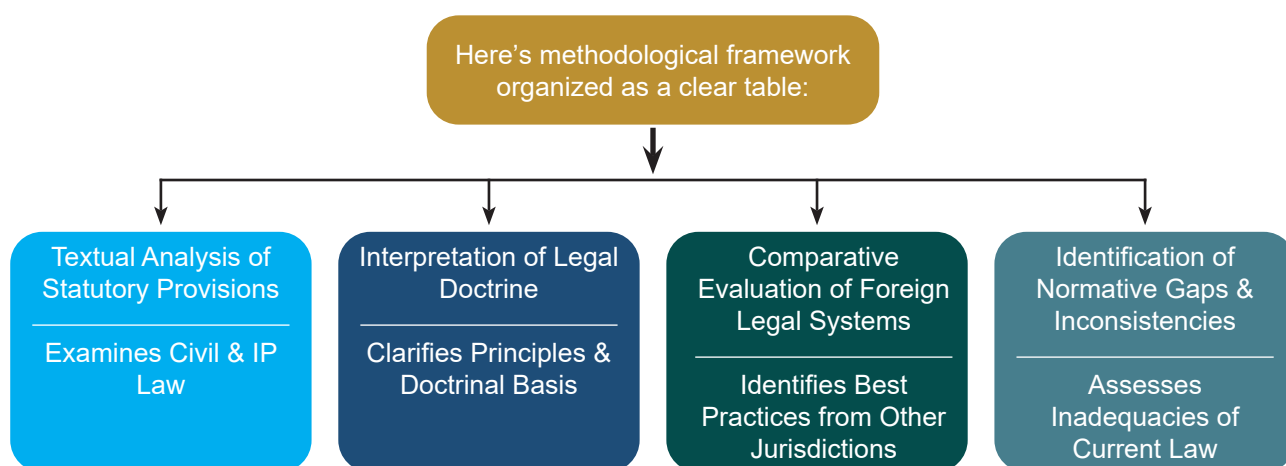 Here’s methodological framework
organized as a clear table:
Textual Analysis of
Statutory Provisions
Examines Civil & IP
Law
Interpretation of Legal
Doctrine
Clarifies Principles &
Doctrinal Basis
Comparative
Evaluation of Foreign
Legal Systems
Identifies Best
Practices from Other
Jurisdictions
Identification of
Normative Gaps &
Inconsistencies
Assesses
Inadequacies of
Current Law